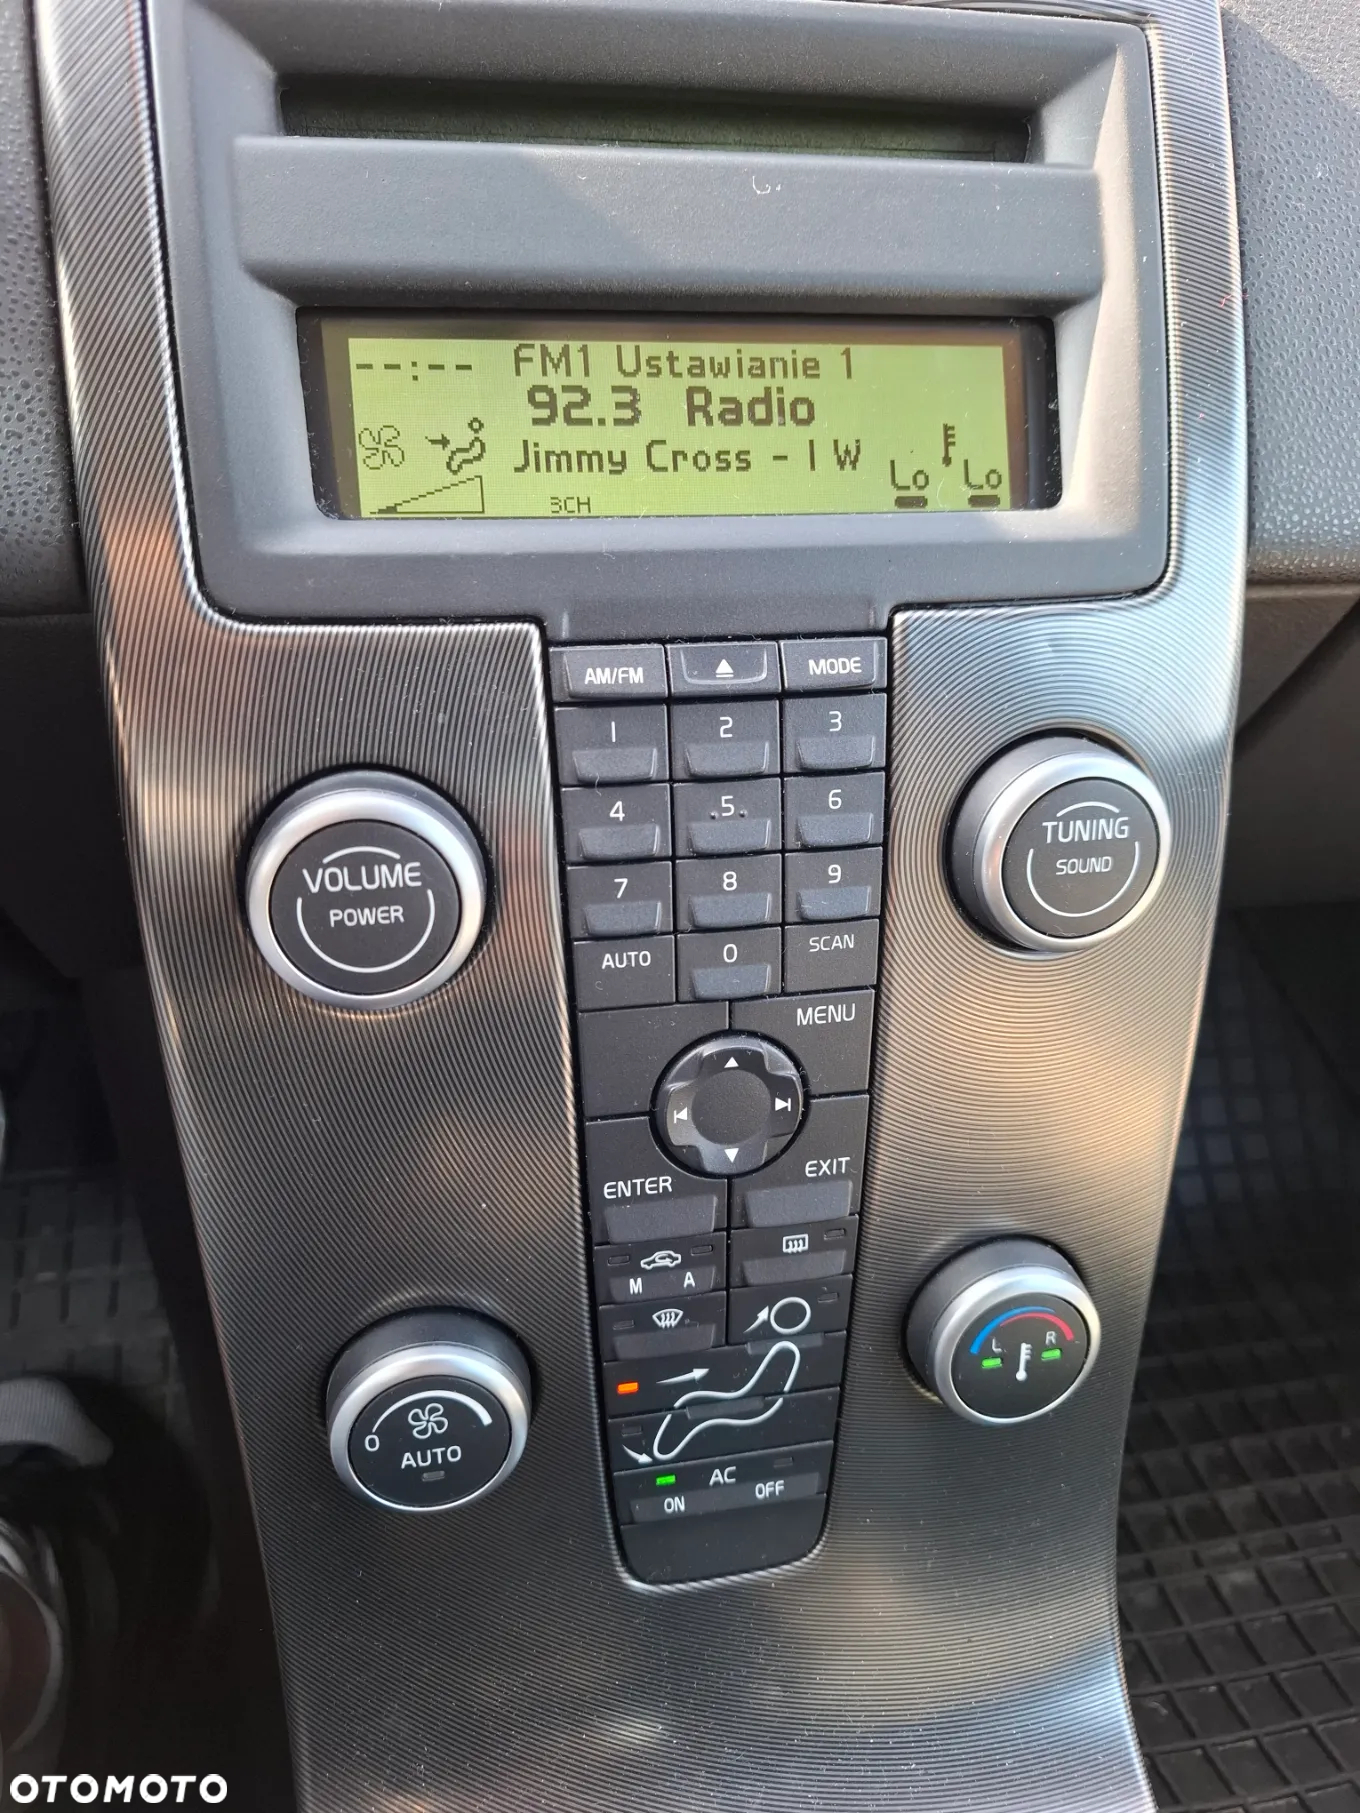 --:-- FM1 Ustawianie 1
92.3 Radio
Jimmy Cross - I W
Lo Lo
3CH
AM/FM MODE
1 2 3
4 5 6
7 8 9
AUTO 0 SCAN
VOLUME
POWER
TUNING
SOUND
MENU
ENTER EXIT
M A
L R
0
AUTO
AC
ON OFF
OTOMOTO